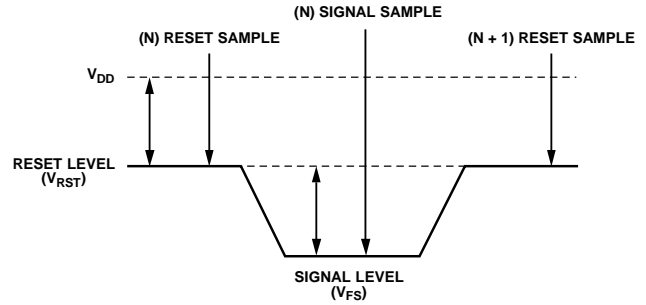 (N) SIGNAL SAMPLE
(N) RESET SAMPLE
(N + 1) RESET SAMPLE
VDD
RESET LEVEL
(VRST)
SIGNAL LEVEL
(VFS)